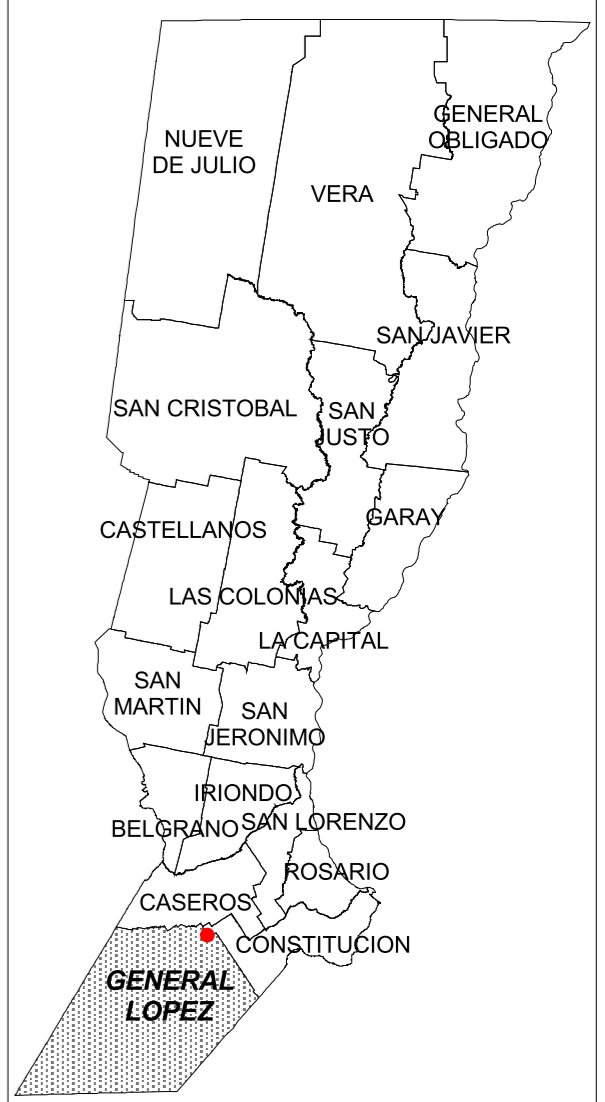 NUEVE
DE JULIO
VERA
GENERAL
OBLIGADO
SAN JAVIER
SAN CRISTOBAL
SAN
JUSTO
GARAY
CASTELLANOS
LAS COLONIAS
LA CAPITAL
SAN
MARTIN
SAN
JERONIMO
IRIONDO
BELGRANO
SAN LORENZO
ROSARIO
CASEROS
CONSTITUCION
GENERAL
LOPEZ